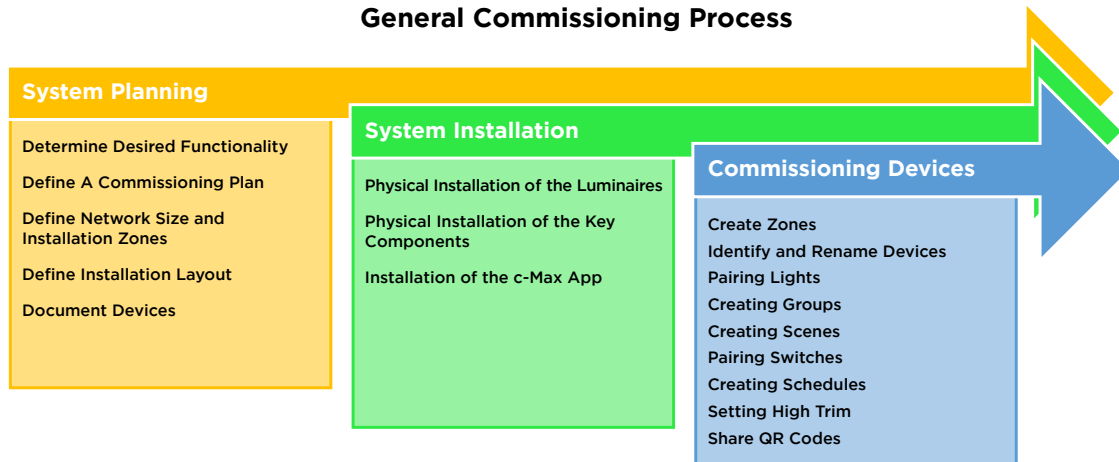 General Commissioning Process
System Planning
Determine Desired Functionality
Define A Commissioning Plan
Define Network Size and
Installation Zones
Define Installation Layout
Document Devices
System Installation
Physical Installation of the Luminaires
Physical Installation of the Key
Components
Installation of the c-Max App
Commissioning Devices
Create Zones
Identify and Rename Devices
Pairing Lights
Creating Groups
Creating Scenes
Pairing Switches
Creating Schedules
Setting High Trim
Share QR Codes